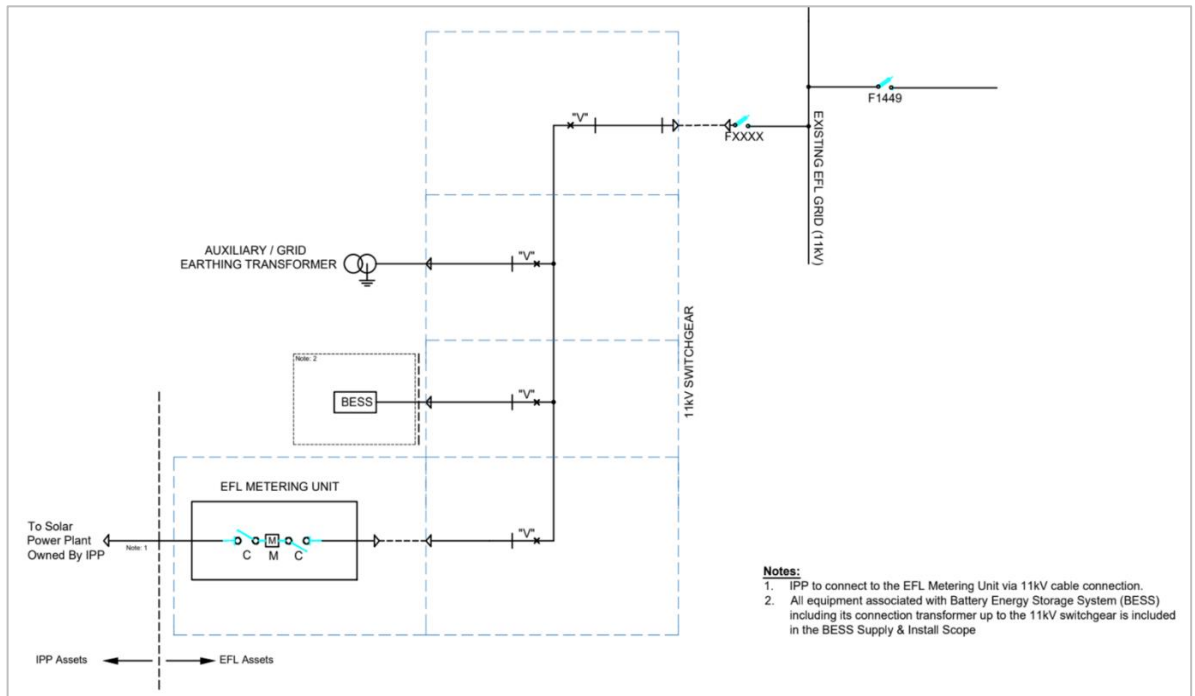 F1449
"V"
FXXXX
EXISTING EFL GRID (11kV)
AUXILIARY / GRID
EARTHING TRANSFORMER
"V"
11kV SWITCHGEAR
Note: 2
BESS
"V"
EFL METERING UNIT
To Solar
Power Plant
Owned By IPP
Note: 1
M
C M C
"V"
Notes:
1. IPP to connect to the EFL Metering Unit via 11kV cable connection.
2. All equipment associated with Battery Energy Storage System (BESS)
including its connection transformer up to the 11kV switchgear is included
in the BESS Supply & Install Scope
IPP Assets
EFL Assets